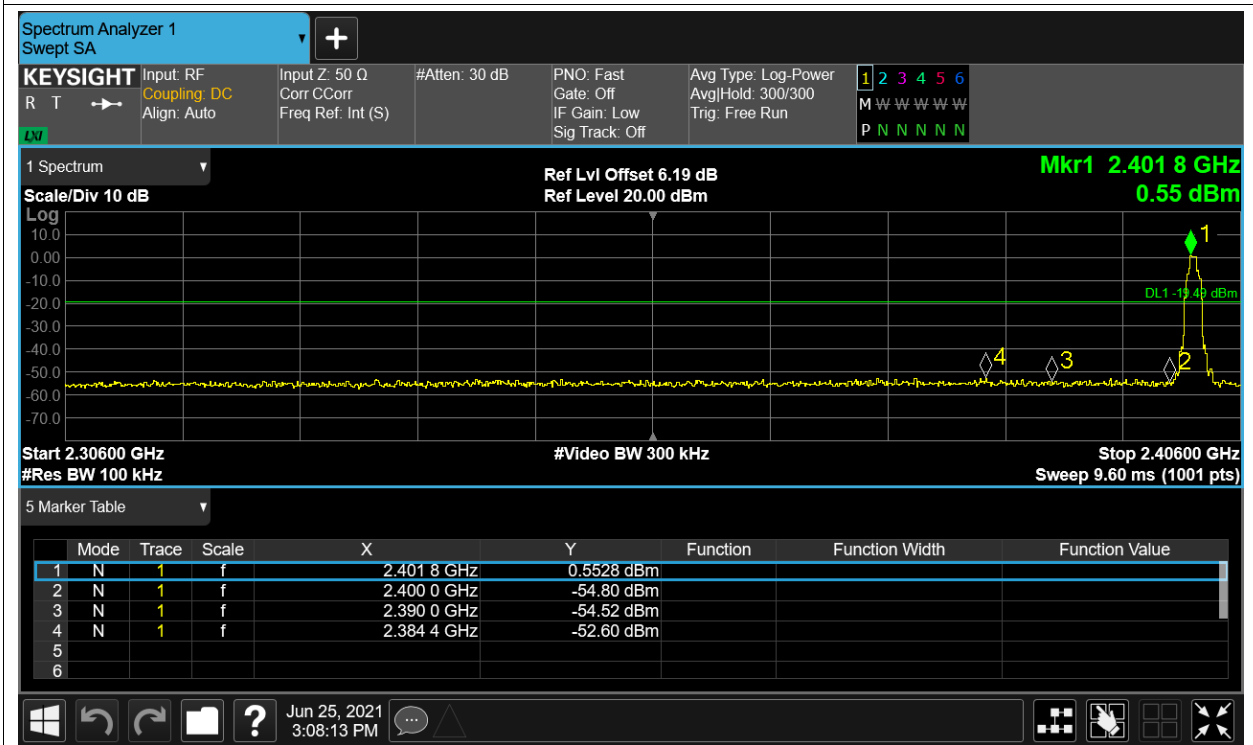 Spectrum Analyzer 1
Swept SA
+
KEYSIGHT Input: RF Input Z: 50 Ω #Atten: 30 dB PNO: Fast Avg Type: Log-Power 1 2 3 4 5 6
R T Coupling: DC Corr CCorr Gate: Off Avg|Hold: 300/300 M W W W W W W
Align: Auto Freq Ref: Int (S) IF Gain: Low Trig: Free Run
LXI Sig Track: Off P N N N N N N
1 Spectrum Ref Lvl Offset 6.19 dB Mkr1 2.401 8 GHz
Scale/Div 10 dB Ref Level 20.00 dBm 0.55 dBm
Log
10.0
1
0.00
-10.0
DL1 -19.49 dBm
-20.0
-30.0
-40.0
4 3 2
-50.0
-60.0
-70.0
Start 2.30600 GHz #Video BW 300 kHz Stop 2.40600 GHz
#Res BW 100 kHz Sweep 9.60 ms (1001 pts)
5 Marker Table
Mode Trace Scale X Y Function Function Width Function Value
1 N 1 f 2.401 8 GHz 0.5528 dBm
2 N 1 f 2.400 0 GHz -54.80 dBm
3 N 1 f 2.390 0 GHz -54.52 dBm
4 N 1 f 2.384 4 GHz -52.60 dBm
5
6
? Jun 25, 2021
3:08:13 PM